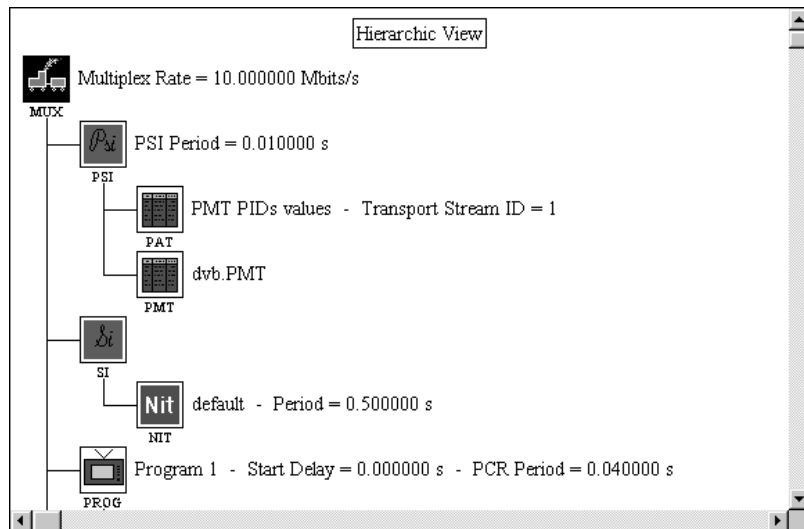 Hierarchic View
Multiplex Rate = 10.000000 Mbits/s
MUX
Psi
PSI Period = 0.010000 s
PSI
PMT PIDs values - Transport Stream ID = 1
PAT
dvb.PMT
PMT
Si
SI
Nit
default - Period = 0.500000 s
NIT
Program 1 - Start Delay = 0.000000 s - PCR Period = 0.040000 s
PROG